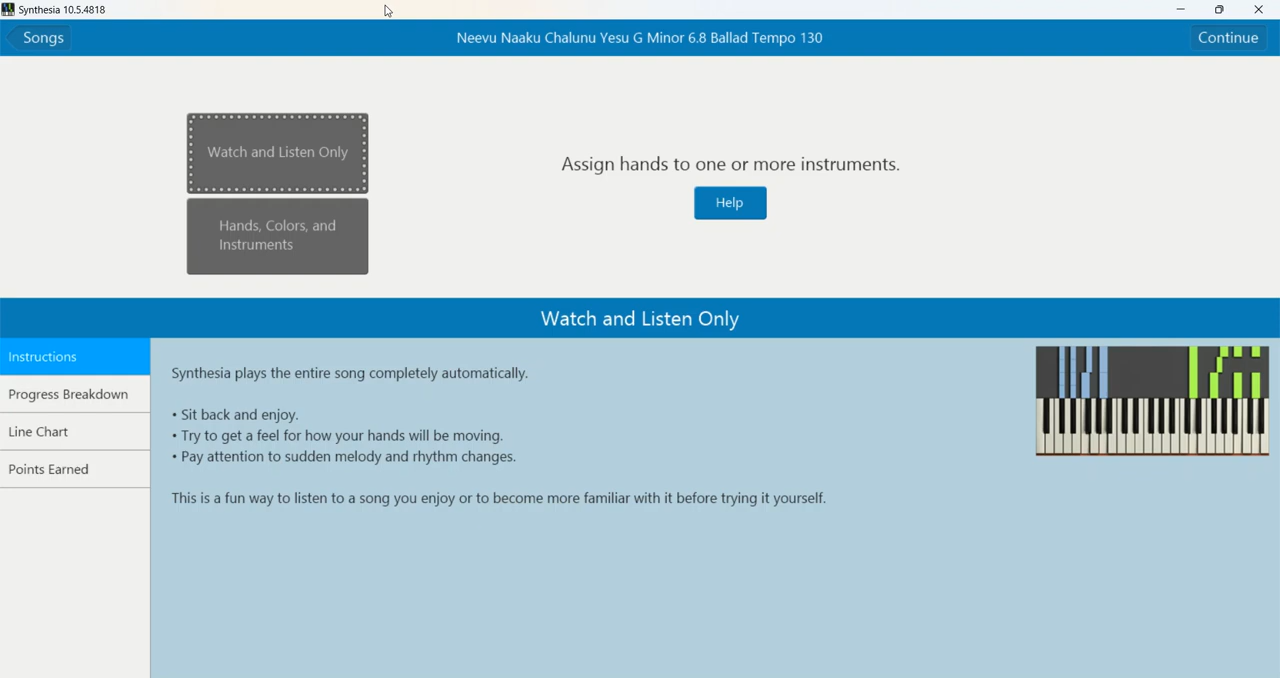 Synthesia 10.5.4818
Songs
Neevu Naaku Chalunu Yesu G Minor 6.8 Ballad Tempo 130
Continue
Watch and Listen Only
Assign hands to one or more instruments.
Help
Hands, Colors, and
Instruments
Watch and Listen Only
Instructions
Progress Breakdown
Line Chart
Points Earned
Synthesia plays the entire song completely automatically.
• Sit back and enjoy.
• Try to get a feel for how your hands will be moving.
• Pay attention to sudden melody and rhythm changes.
This is a fun way to listen to a song you enjoy or to become more familiar with it before trying it yourself.